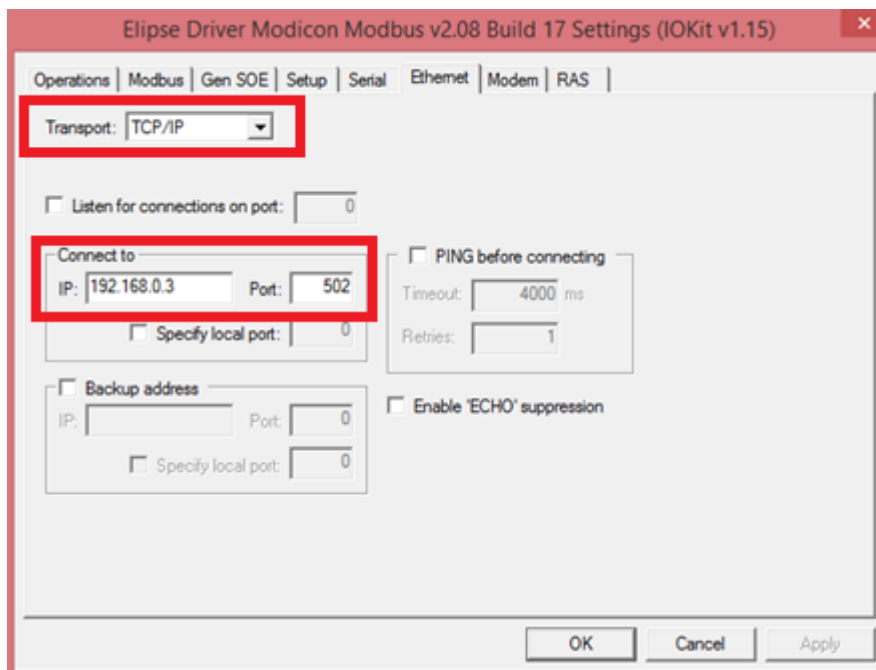 Elipse Driver Modicon Modbus v2.08 Build 17 Settings (IOKit v1.15)
Operations Modbus Gen SOE Setup Serial Ethernet Modem RAS
Transport: TCP/IP
Listen for connections on port: 0
Connect to
IP: 192.168.0.3 Port: 502
Specify local port: 0
PING before connecting
Timeout: 4000 ms
Retries: 1
Backup address
IP: Port: 0
Specify local port: 0
Enable 'ECHO' suppression
OK Cancel Apply